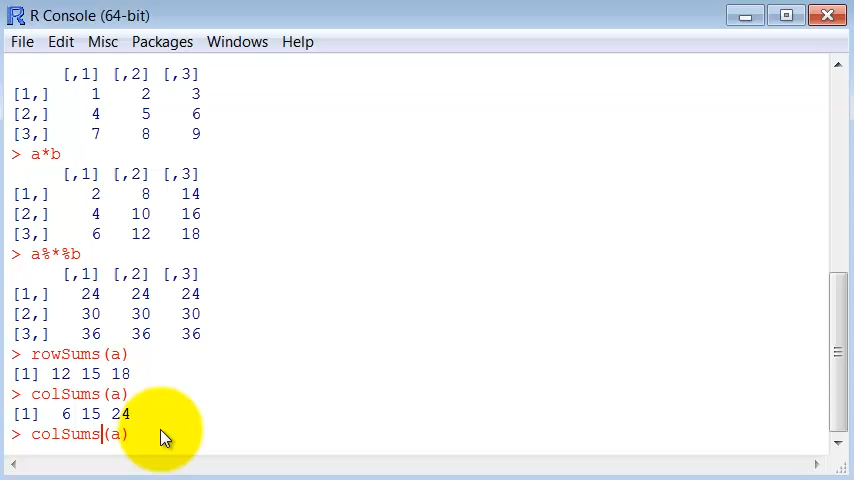 R Console (64-bit)
File Edit Misc Packages Windows Help
[,1] [,2] [,3]
[1,] 1 2 3
[2,] 4 5 6
[3,] 7 8 9
> a*b
[,1] [,2] [,3]
[1,] 2 8 14
[2,] 4 10 16
[3,] 6 12 18
> a%*%b
[,1] [,2] [,3]
[1,] 24 24 24
[2,] 30 30 30
[3,] 36 36 36
> rowSums(a)
[1] 12 15 18
> colSums(a)
[1] 6 15 24
> colSums(a)